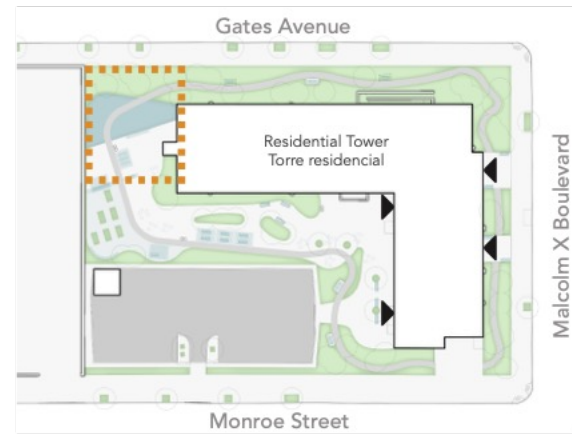 Gates Avenue
Residential Tower
Torre residencial
Malcolm X Boulevard
Monroe Street